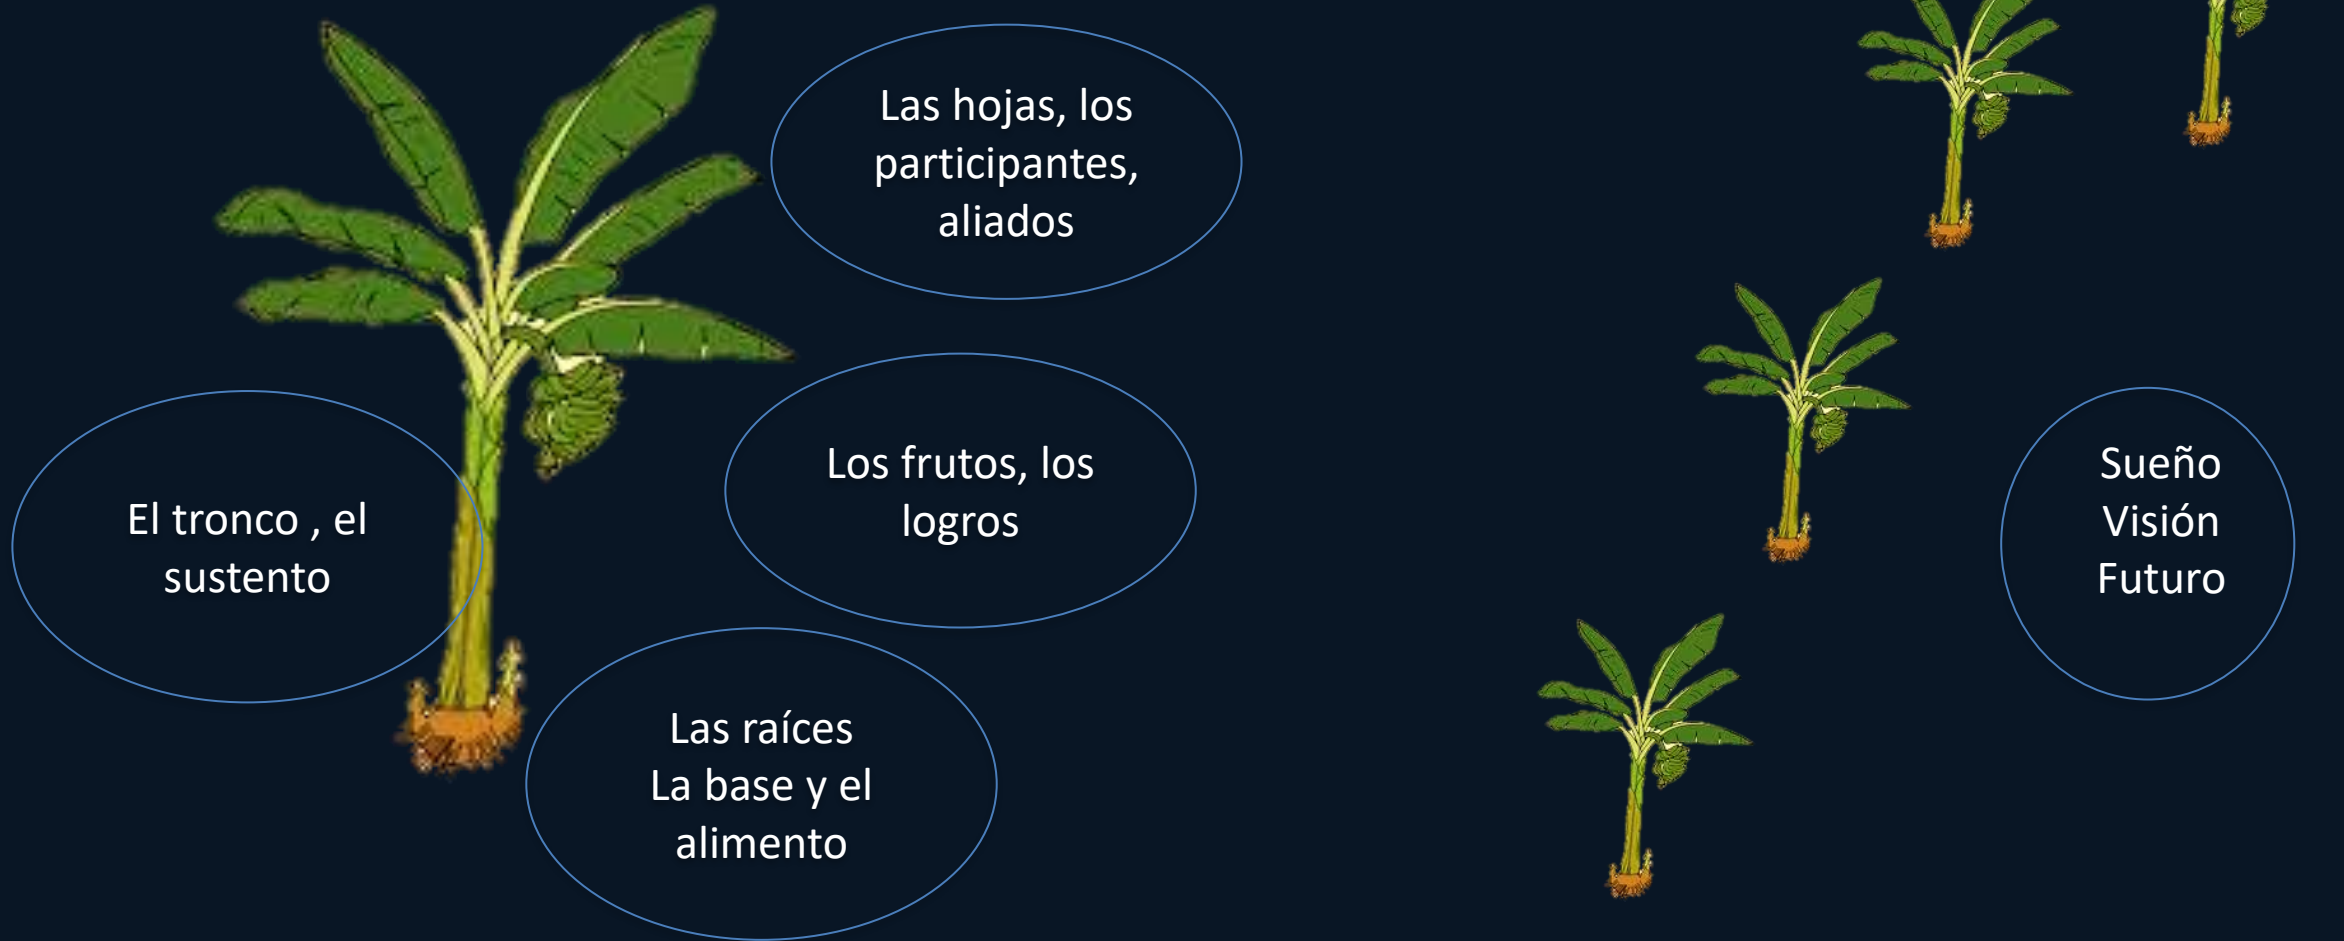 Las hojas, los
participantes,
aliados
Los frutos, los
logros
El tronco , el
sustento
Las raíces
La base y el
alimento
Sueño
Visión
Futuro